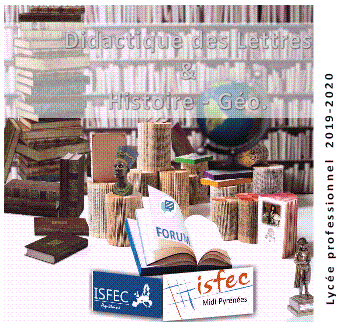 Didactique des Lettres
&
Histoire - Géo.
Lycée professionnel 2019-2020
FORUM
ISFEC
isfec
Midi Pyrénées